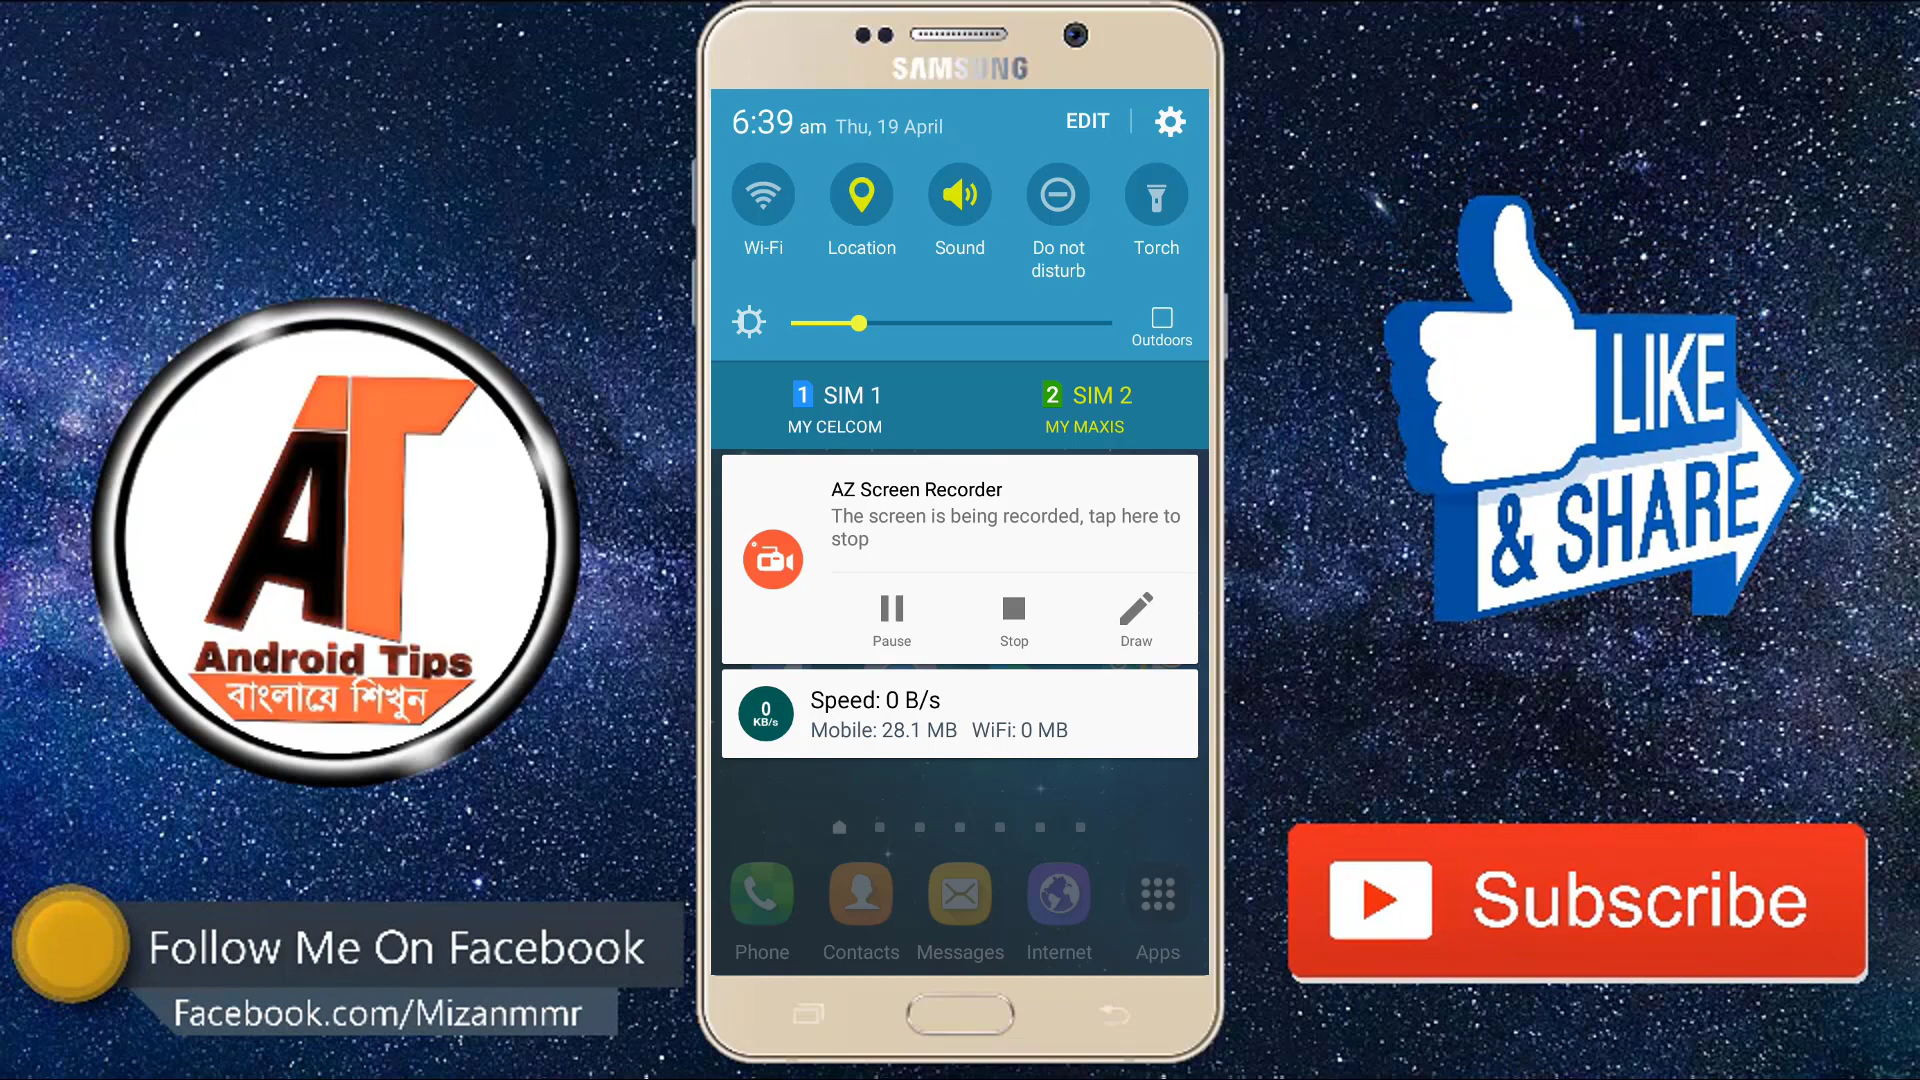 SAMSUNG
6:39 am Thu, 19 April
EDIT
Wi-Fi
Location
Sound
Do not
disturb
Torch
Outdoors
1 SIM 1
MY CELCOM
2 SIM 2
MY MAXIS
AZ Screen Recorder
The screen is being recorded, tap here to
stop
Pause
Stop
Draw
0
KB/s
Speed: 0 B/s
Mobile: 28.1 MB WiFi: 0 MB
Phone
Contacts
Messages
Internet
Apps
AT
Android Tips
বাংলায়ে শিখুন
Follow Me On Facebook
Facebook.com/Mizanmmr
LIKE
& SHARE
Subscribe